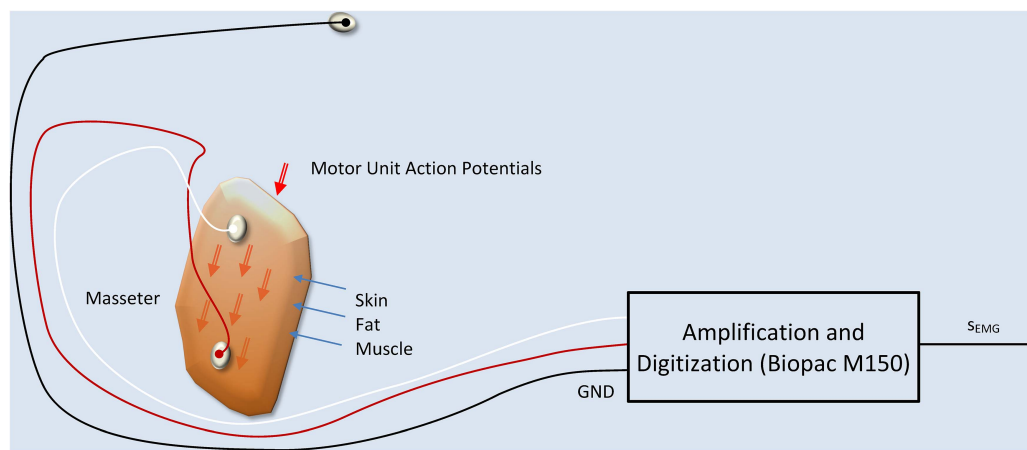 Motor Unit Action Potentials
Masseter
Skin
Fat
Muscle
Amplification and
Digitization (Biopac M150)
GND
sEMG